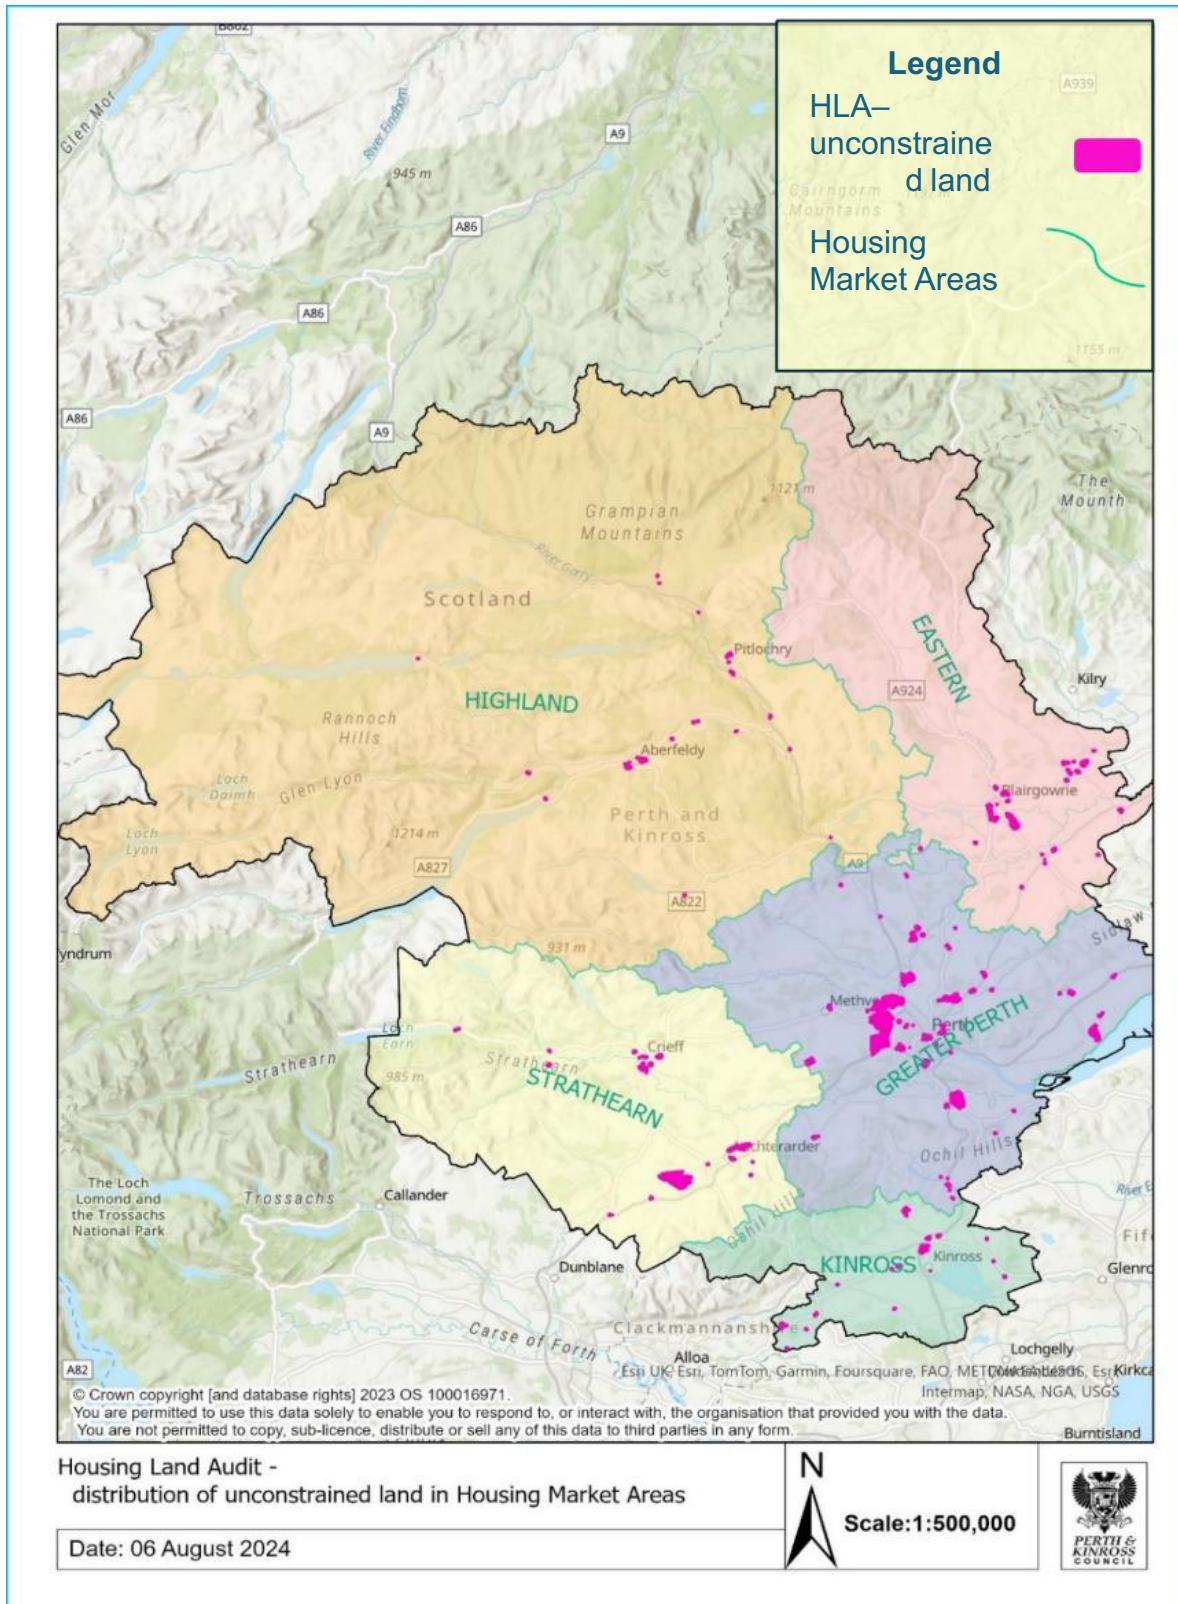 B862
Legend
A939
HLA–
unconstraine
d land
Housing
Market Areas
Cairngorm
Mountains
1155 m
Glen Mor
River Findhorn
A9
945 m
A86
A86
A86
A9
The
Mounth
1121 m
Grampian
Mountains
River Garry
Scotland
EASTERN
Pitlochry
Kilry
A924
HIGHLAND
Rannoch
Hills
Aberfeldy
Loch
Daimh
Glen Lyon
Blairgowrie
Perth and
Kinross
Loch
Lyon
1214 m
A827
A9
A822
Sidlaw
yndrum
931 m
Methve
Perth
GREATER PERTH
Loch
Earn
Crieff
Strathearn
Strathearn
985 m
STRATHEARN
Ochil Hills
chterarder
The Loch
Lomond and
the Trossachs
National Park
Trossachs
Callander
River E
Ochil Hills
Fif
KINROSS
Kinross
Dunblane
Glenro
Carse of Forth
Clackmannanshire
Lochgelly
Alloa
A82
Esri UK, Esri, TomTom, Garmin, Foursquare, FAO, METI/NASA, USGS, Esri
Kirkca
Intermap, NASA, NGA, USGS
© Crown copyright [and database rights] 2023 OS 100016971.
You are permitted to use this data solely to enable you to respond to, or interact with, the organisation that provided you with the data.
You are not permitted to copy, sub-licence, distribute or sell any of this data to third parties in any form.
Burntisland
Housing Land Audit -
distribution of unconstrained land in Housing Market Areas
N
Scale:1:500,000
Date: 06 August 2024
PERTH &
KINROSS
COUNCIL